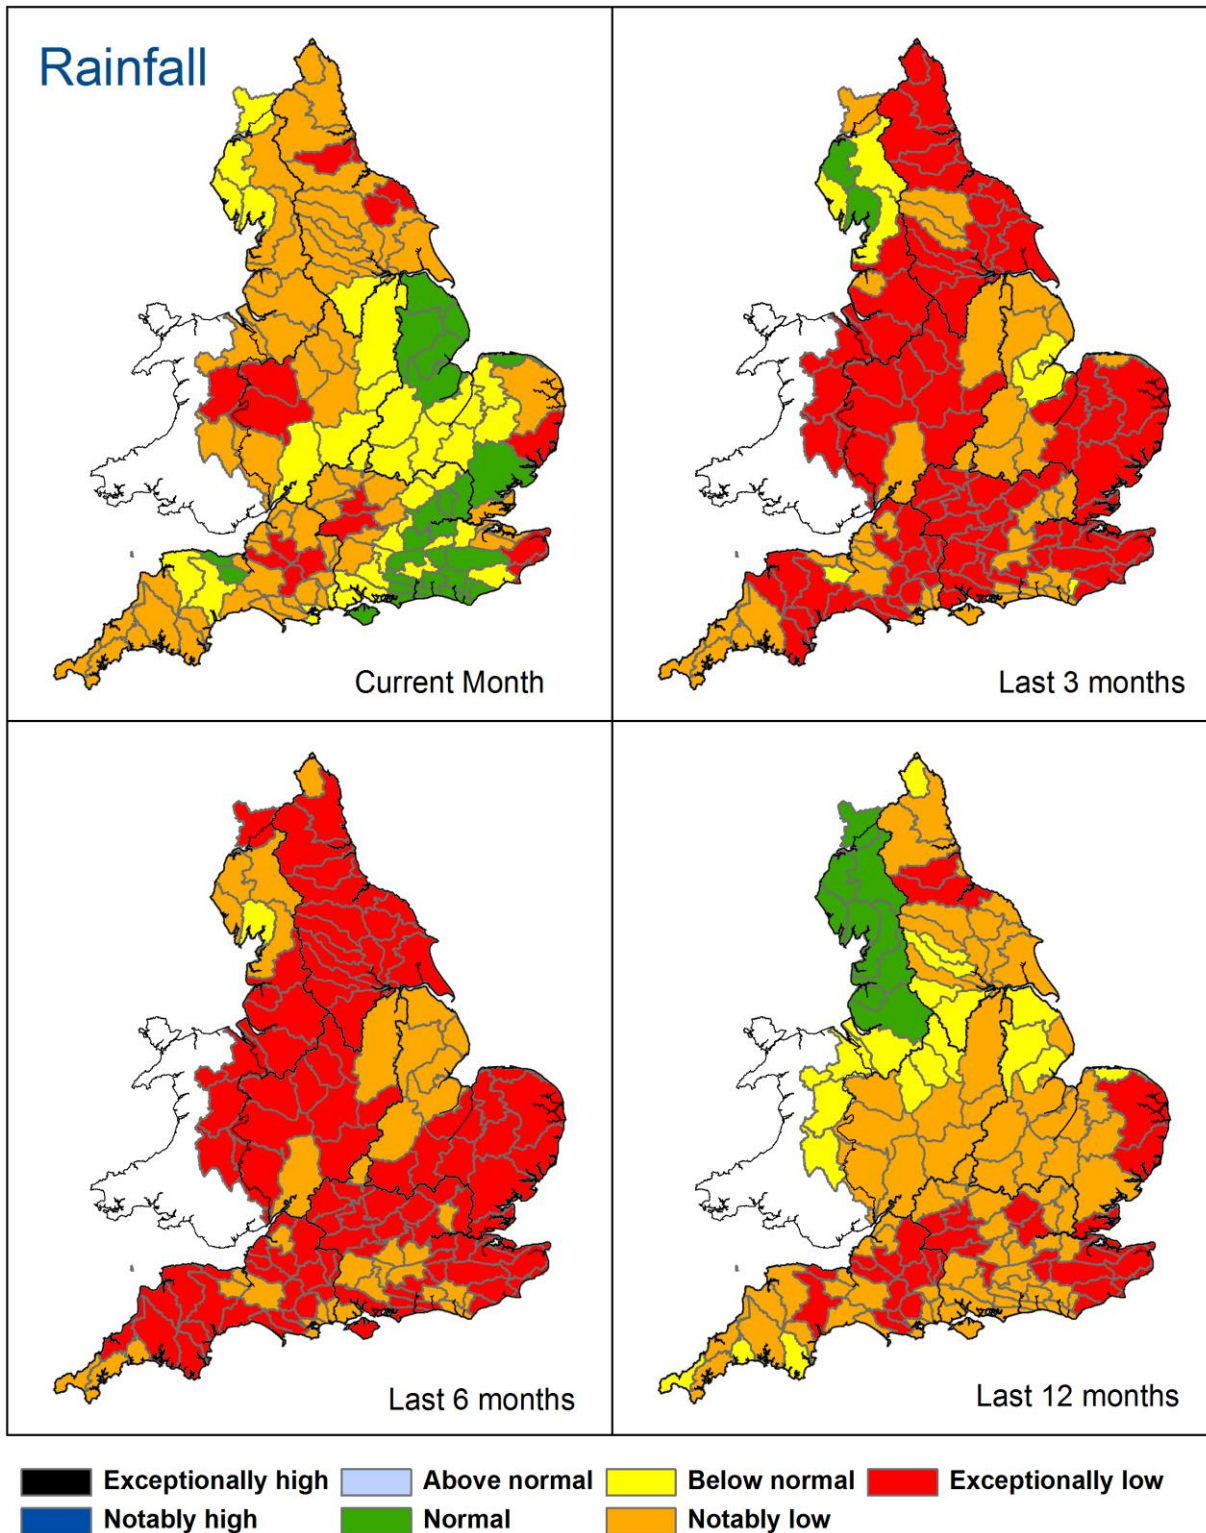 Rainfall
Current Month
Last 3 months
Last 6 months
Last 12 months
Exceptionally high Above normal Below normal Exceptionally low
Notably high Normal Notably low